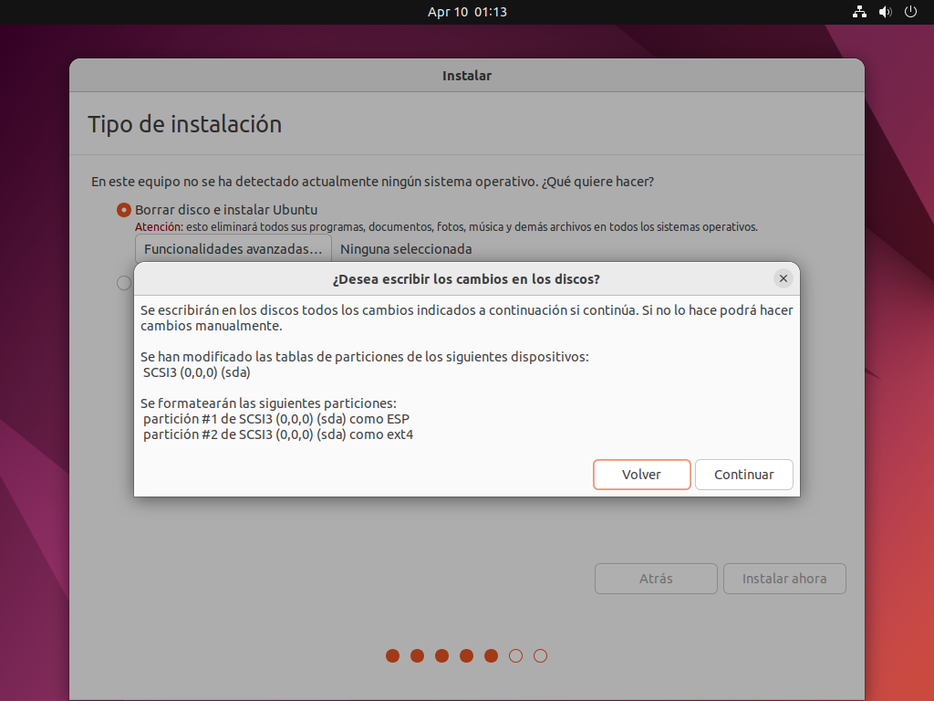 Apr 10 01:13
Instalar
Tipo de instalación
En este equipo no se ha detectado actualmente ningún sistema operativo. ¿Qué quiere hacer?
Borrar disco e instalar Ubuntu
Atención: esto eliminará todos sus programas, documentos, fotos, música y demás archivos en todos los sistemas operativos.
Funcionalidades avanzadas... Ninguna seleccionada
¿Desea escribir los cambios en los discos?
Se escribirán en los discos todos los cambios indicados a continuación si continúa. Si no lo hace podrá hacer
cambios manualmente.
Se han modificado las tablas de particiones de los siguientes dispositivos:
SCSI3 (0,0,0) (sda)
Se formatearán las siguientes particiones:
partición #1 de SCSI3 (0,0,0) (sda) como ESP
partición #2 de SCSI3 (0,0,0) (sda) como ext4
Volver Continuar
Atrás Instalar ahora